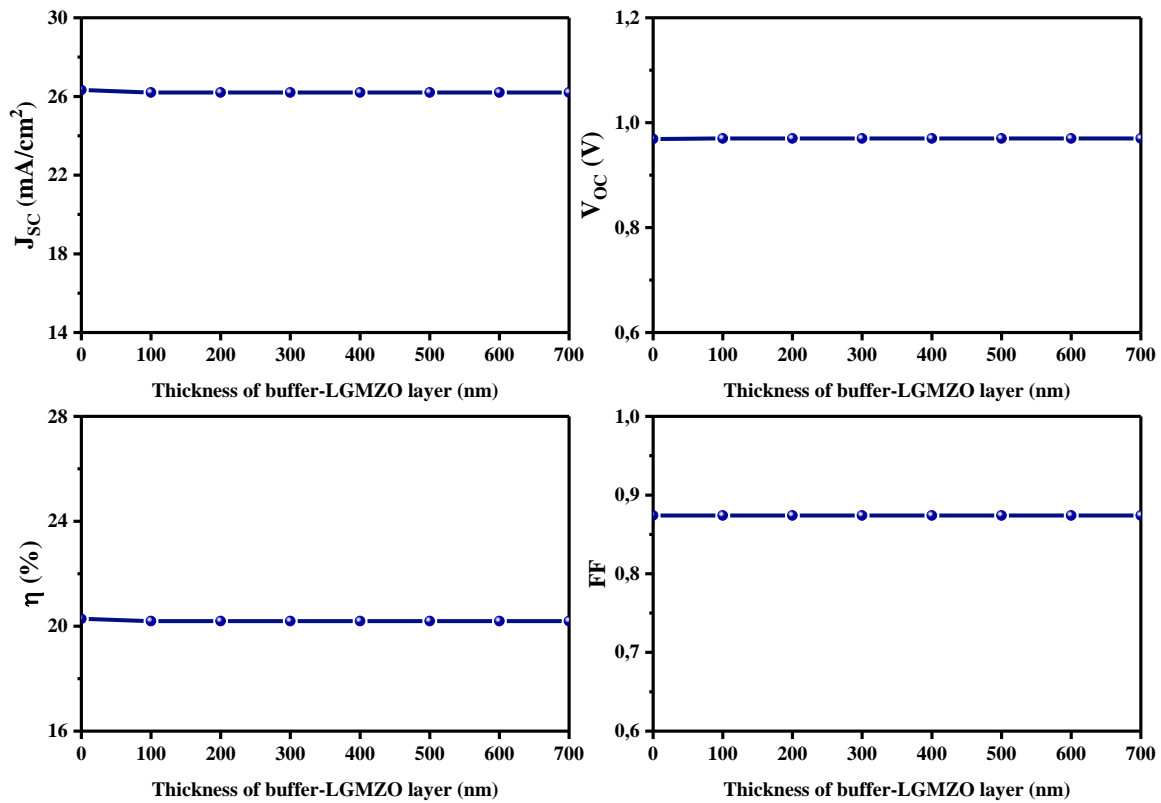 30
26
22
18
14
J_SC (mA/cm²)
0 100 200 300 400 500 600 700
Thickness of buffer-LGMZO layer (nm)
1,2
1,0
0,8
0,6
V_OC (V)
0 100 200 300 400 500 600 700
Thickness of buffer-LGMZO layer (nm)
28
24
20
16
η (%)
0 100 200 300 400 500 600 700
Thickness of buffer-LGMZO layer (nm)
1,0
0,9
0,8
0,7
0,6
FF
0 100 200 300 400 500 600 700
Thickness of buffer-LGMZO layer (nm)